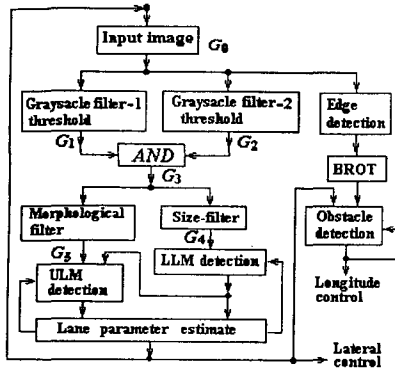 Input image
G0
Graysacle filter-1
threshold
Graysacle filter-2
threshold
Edge
detection
G1
AND
G2
G3
BROT
Morphological
filter
Size-filter
Obstacle
detection
G5
G4
ULM
detection
LLM detection
Longitude
control
Lane parameter estimate
Lateral
control